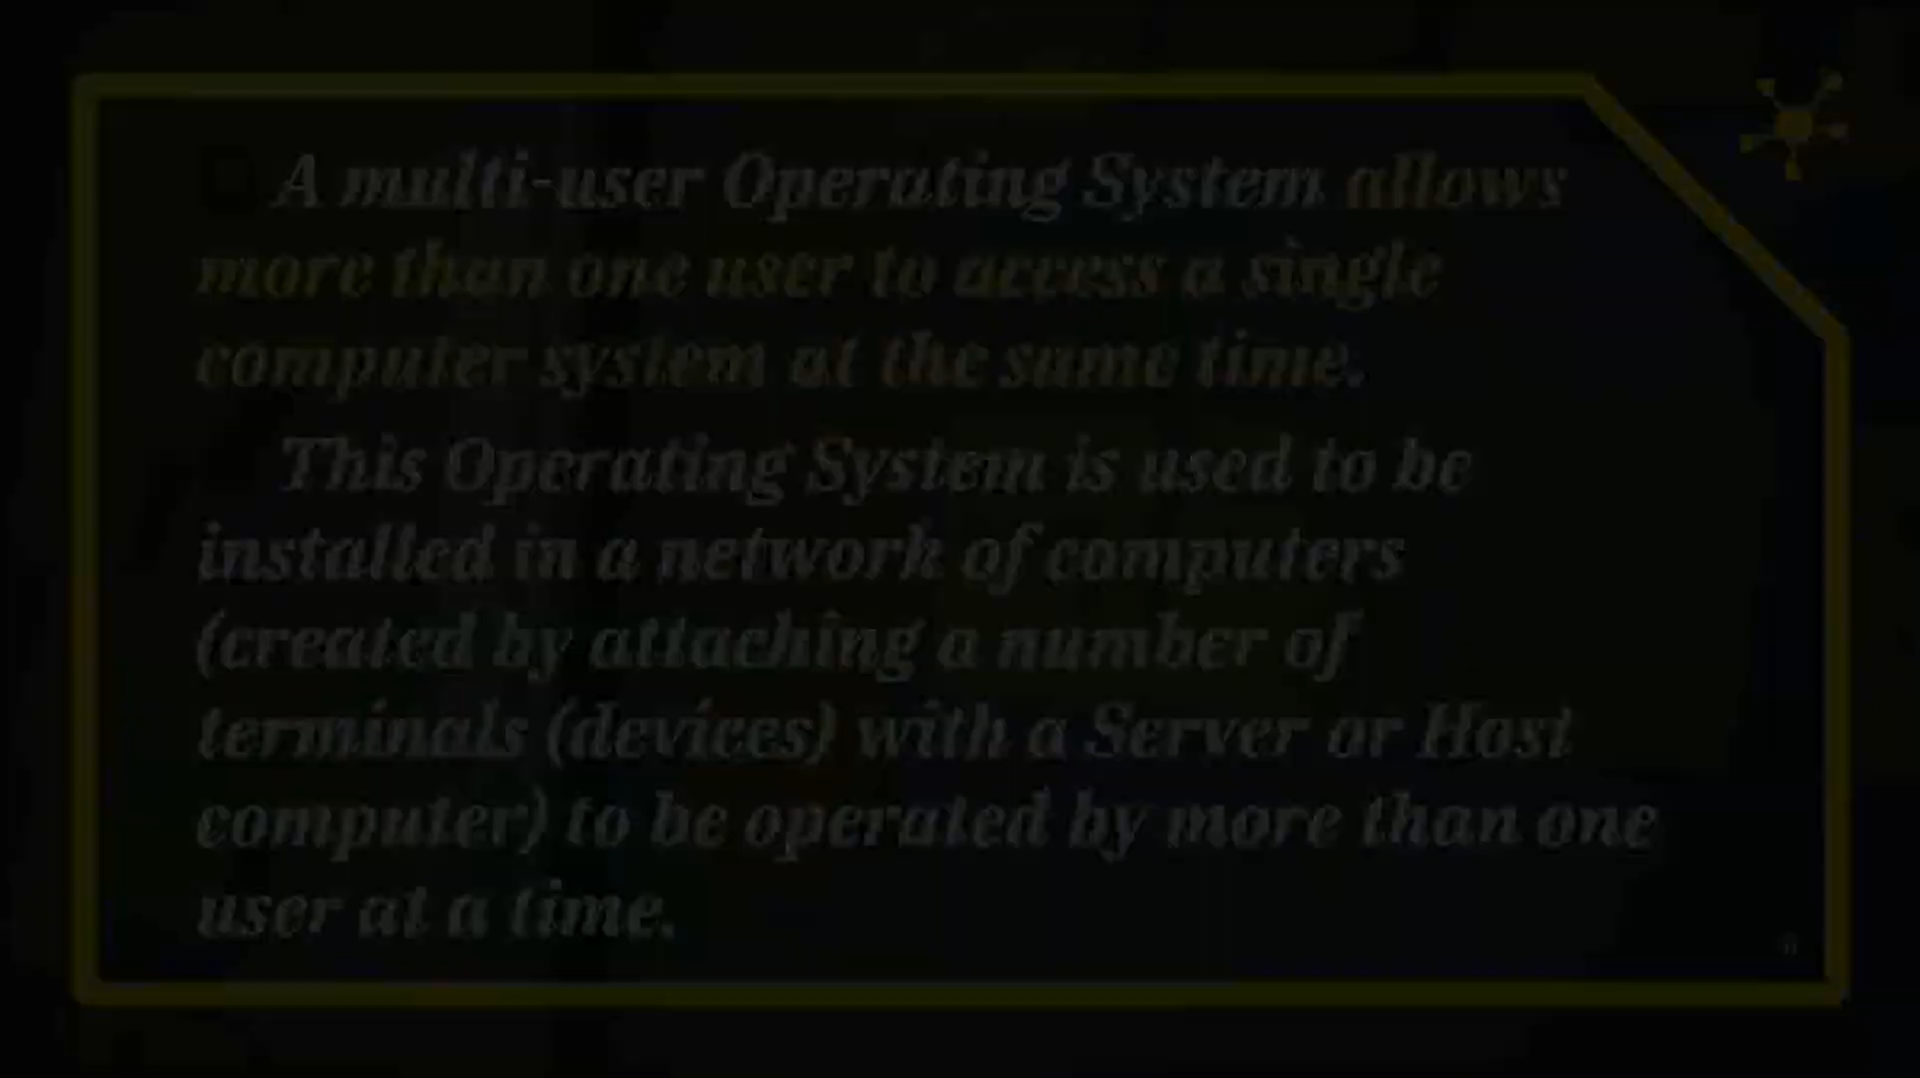 A multi-user Operating System allows
more than one user to access a single
computer system at the same time.
This Operating System is used to be
installed in a network of computers
(created by attaching a number of
terminals (devices) with a Server or Host
computer) to be operated by more than one
user at a time.